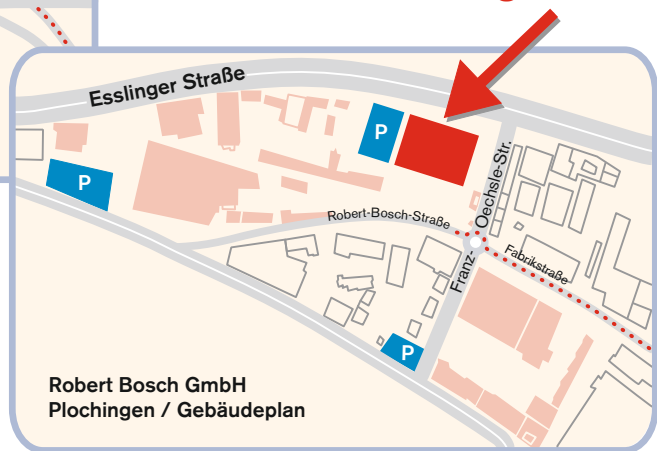 Esslinger Straße
P
P
Oechsle-Str.
Robert-Bosch-Straße
Franz-
Fabrikstraße
P
Robert Bosch GmbH
Plochingen / Gebäudeplan